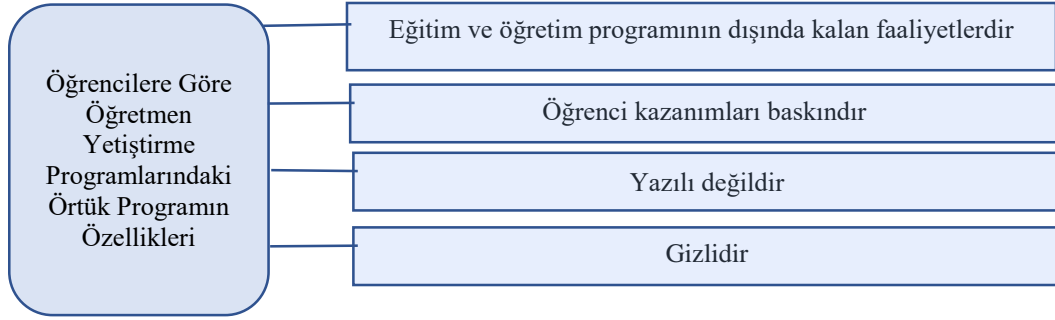 Öğrencilere Göre
Öğretmen
Yetiştirme
Programlarındaki
Örtük Programın
Özellikleri
Eğitim ve öğretim programının dışında kalan faaliyetlerdir
Öğrenci kazanımları baskındır
Yazılı değildir
Gizlidir